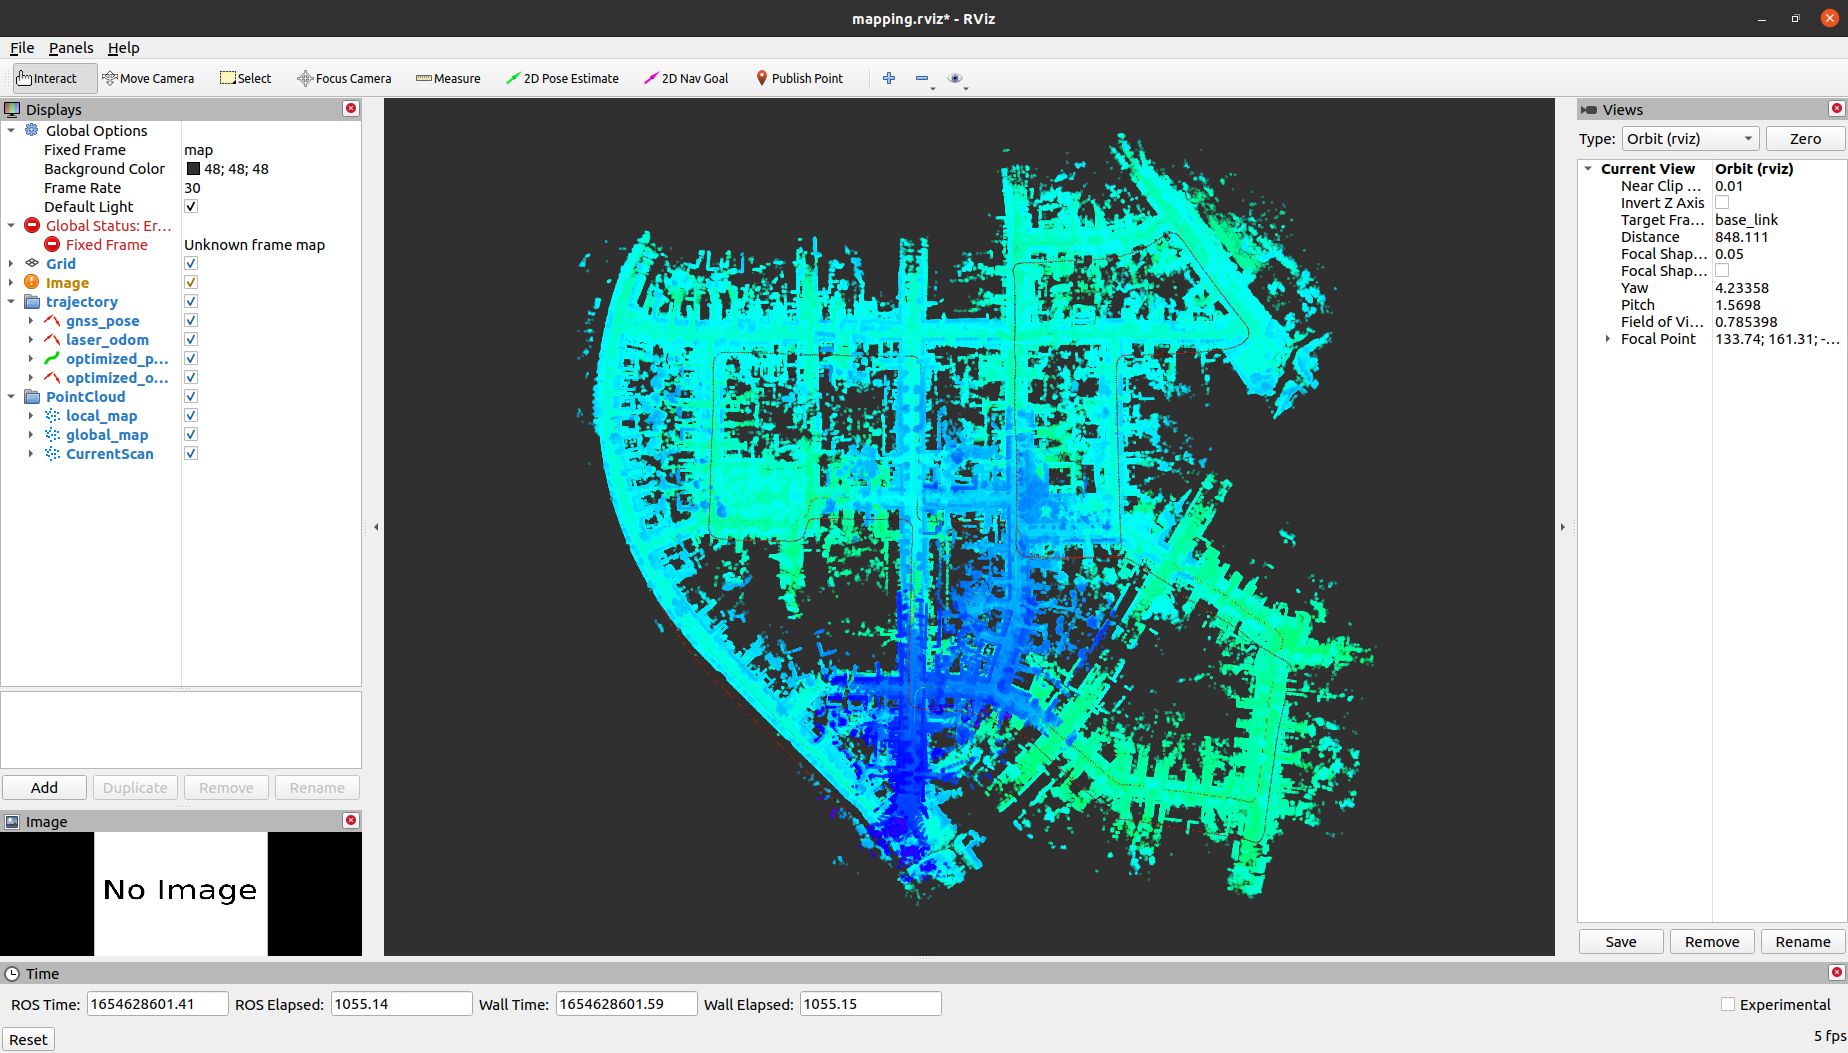 mapping.rviz* - RViz
File Panels Help
Interact Move Camera Select Focus Camera Measure 2D Pose Estimate 2D Nav Goal Publish Point
Displays
Global Options
Fixed Frame map
Background Color 48; 48; 48
Frame Rate 30
Default Light
Global Status: Er...
Fixed Frame Unknown frame map
Grid
Image
trajectory
gnss_pose
laser_odom
optimized_p...
optimized_o...
PointCloud
local_map
global_map
CurrentScan
Add Duplicate Remove Rename
Image
No Image
Views
Type: Orbit (rviz) Zero
Current View Orbit (rviz)
Near Clip ... 0.01
Invert Z Axis
Target Fra... base_link
Distance 848.111
Focal Shap... 0.05
Focal Shap...
Yaw 4.23358
Pitch 1.5698
Field of Vi... 0.785398
Focal Point 133.74; 161.31; -...
Save Remove Rename
Time
ROS Time: 1654628601.41 ROS Elapsed: 1055.14 Wall Time: 1654628601.59 Wall Elapsed: 1055.15 Experimental
Reset 5 fps